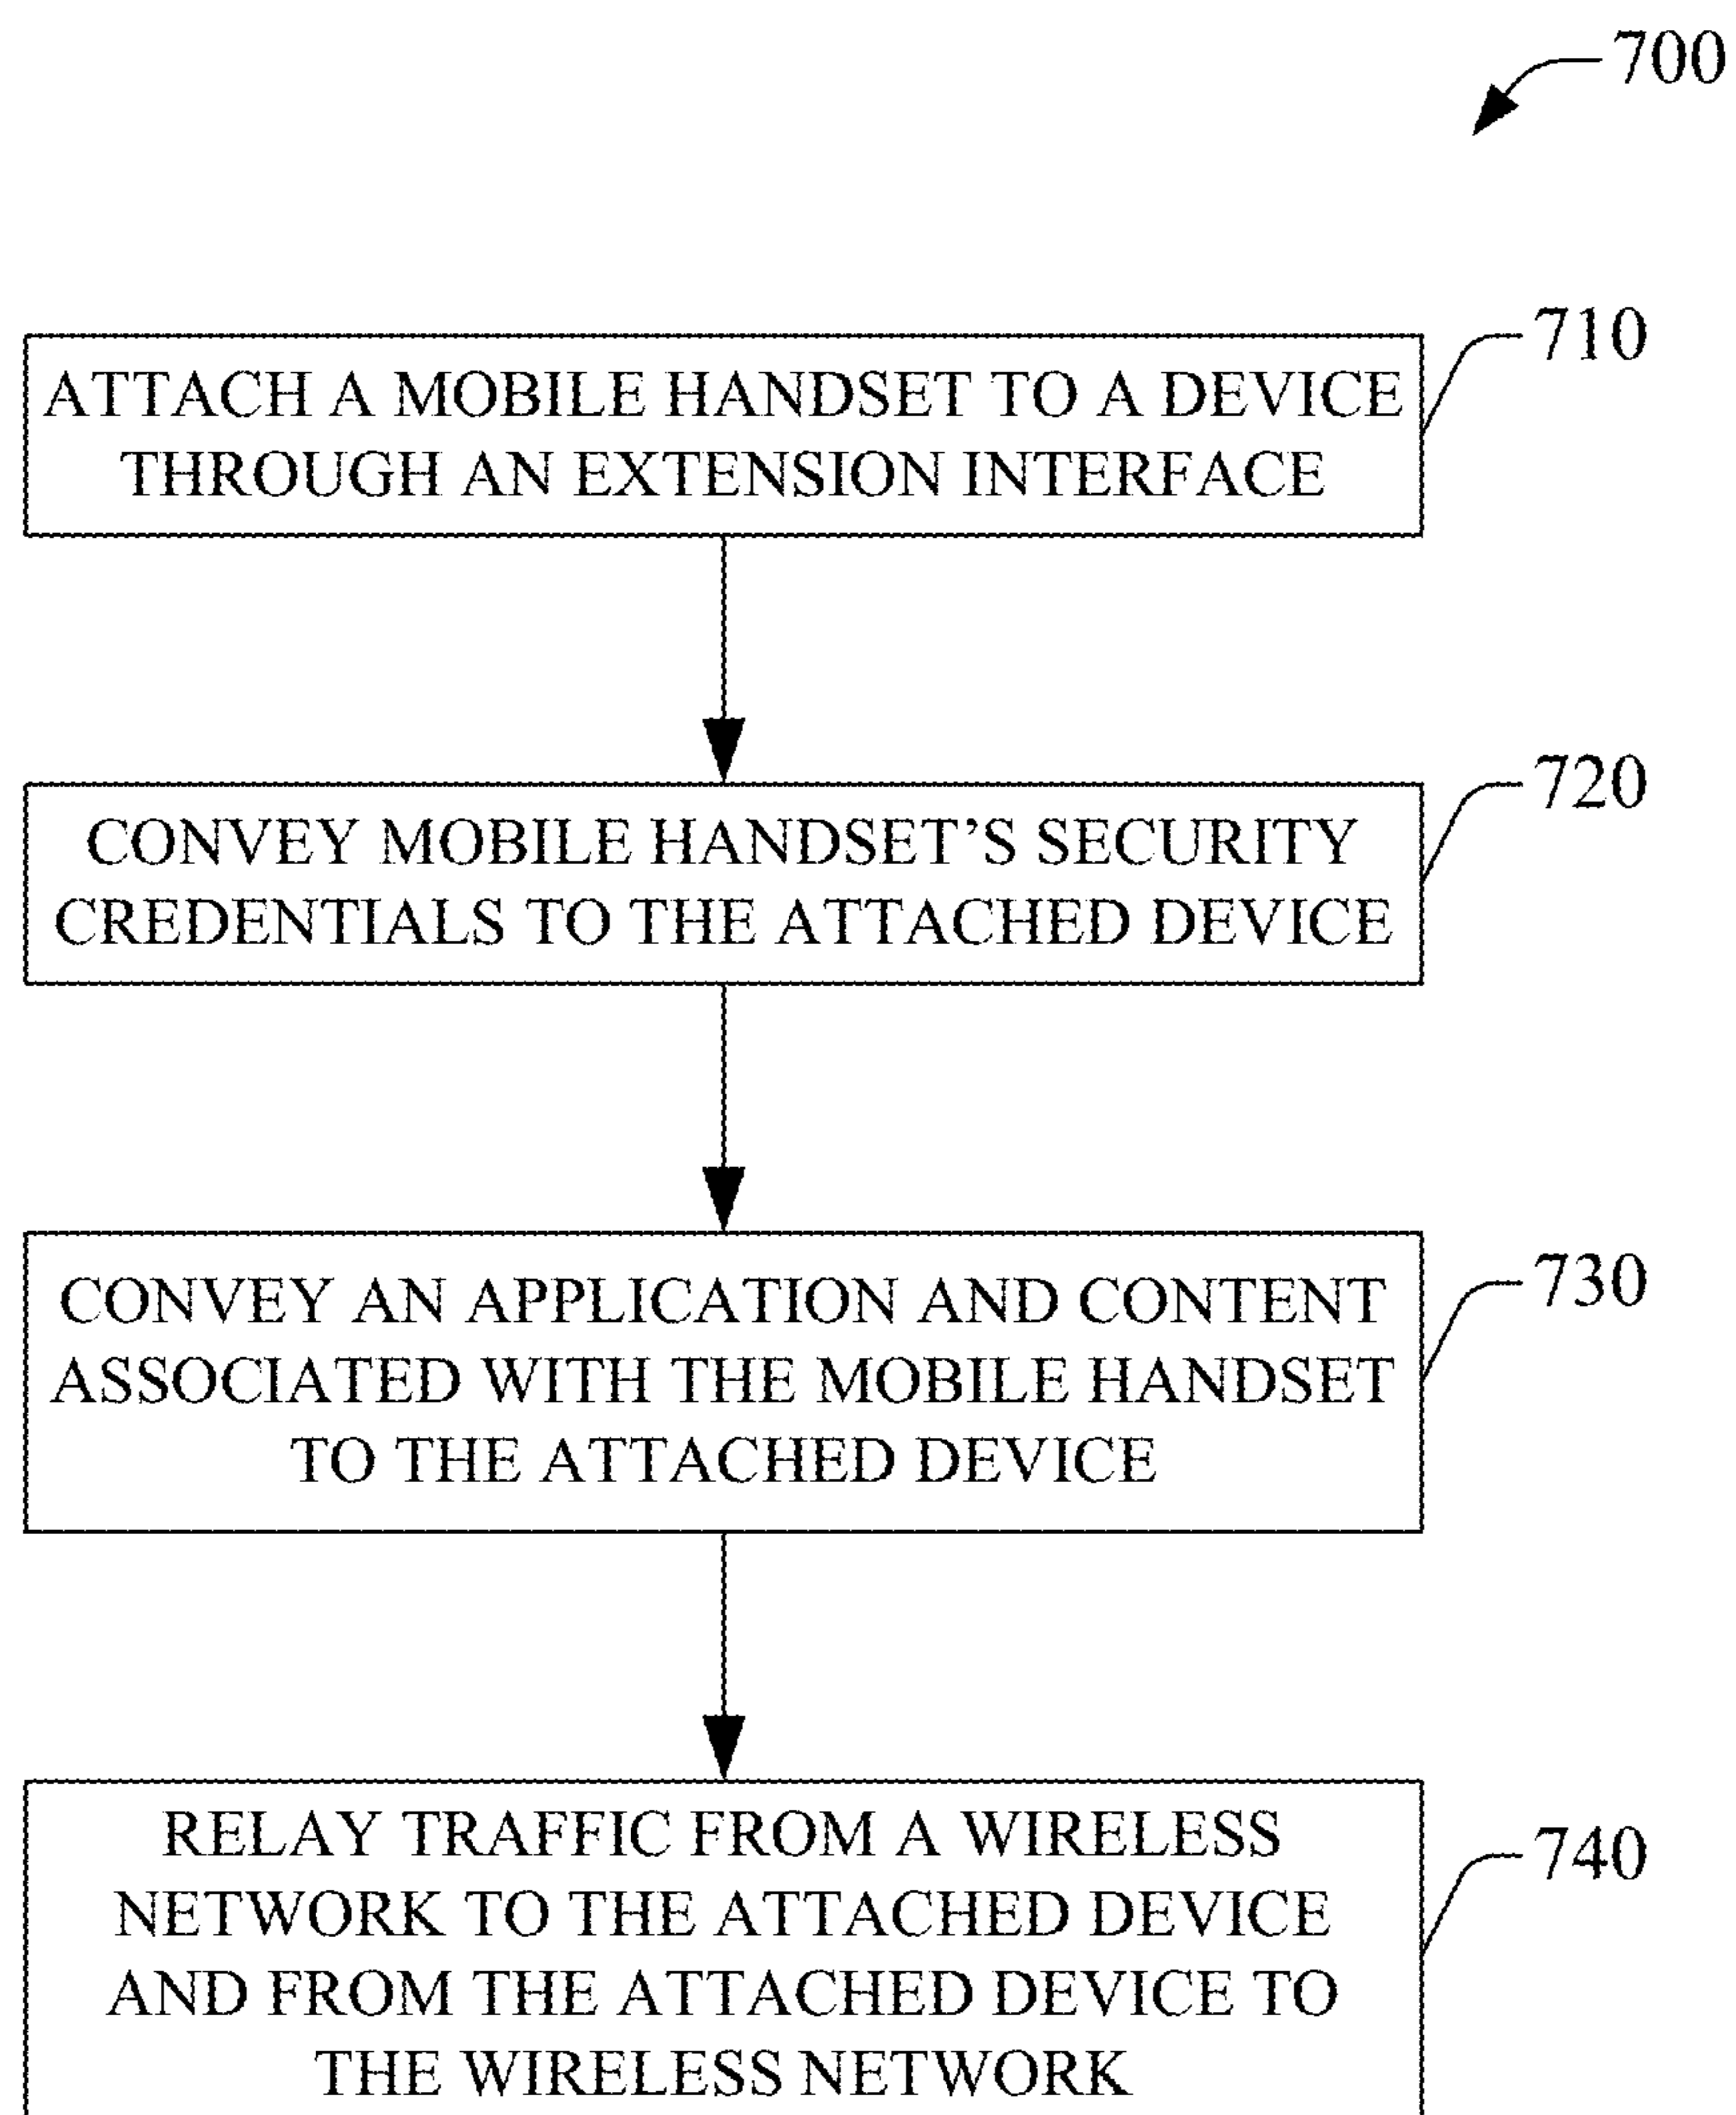 700
710
ATTACH A MOBILE HANDSET TO A DEVICE
THROUGH AN EXTENSION INTERFACE
720
CONVEY MOBILE HANDSET’S SECURITY
CREDENTIALS TO THE ATTACHED DEVICE
730
CONVEY AN APPLICATION AND CONTENT
ASSOCIATED WITH THE MOBILE HANDSET
TO THE ATTACHED DEVICE
740
RELAY TRAFFIC FROM A WIRELESS
NETWORK TO THE ATTACHED DEVICE
AND FROM THE ATTACHED DEVICE TO
THE WIRELESS NETWORK